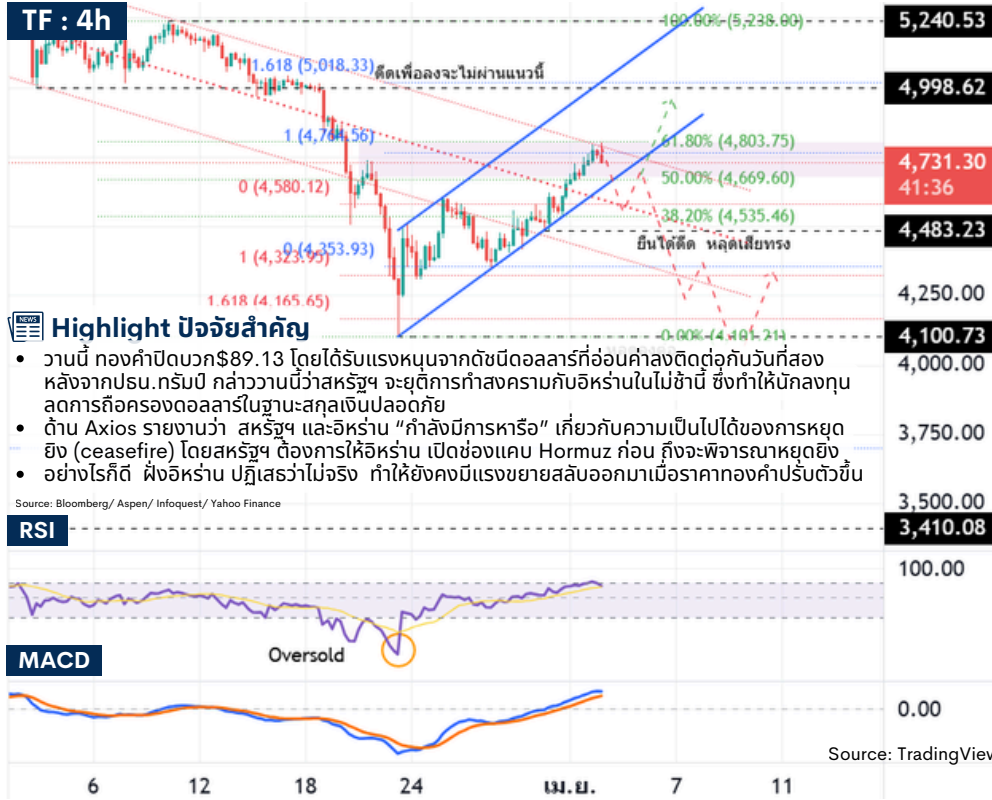 TF : 4h
100.00% (5,238.00)
5,240.53
1.618 (5,018.33)
ดีดเพื่อลงจะไม่ผ่านแนวนี้
4,998.62
61.80% (4,803.75)
4,731.30
41:36
0 (4,580.12)
50.00% (4,669.60)
38.20% (4,535.46)
4,483.23
ยืนได้ดีด หลุดเสียทรง
0 (4,353.93)
1 (4,323.95)
1.618 (4,165.65)
4,250.00
0.00% (4,101.21)
4,100.73
NEWS
Highlight ปัจจัยสำคัญ
4,000.00
• วานนี้ ทองคำปิดบวก$89.13 โดยได้รับแรงหนุนจากดัชนีดอลลาร์ที่อ่อนค่าลงติดต่อกันวันที่สอง
หลังจากปธน.ทรัมป์ กล่าววานนี้ว่าสหรัฐฯ จะยุติการทำสงครามกับอิหร่านในไม่ช้านี้ ซึ่งทำให้นักลงทุน
ลดการถือครองดอลลาร์ในฐานะสกุลเงินปลอดภัย
• ด้าน Axios รายงานว่า สหรัฐฯ และอิหร่าน “กำลังมีการหารือ” เกี่ยวกับความเป็นไปได้ของการหยุด
ยิง (ceasefire) โดยสหรัฐฯ ต้องการให้อิหร่าน เปิดช่องแคบ Hormuz ก่อน ถึงจะพิจารณาหยุดยิง
• อย่างไรก็ดี ฝั่งอิหร่าน ปฏิเสธว่าไม่จริง ทำให้ยังคงมีแรงขยายสลับออกมาเมื่อราคาทองคำปรับตัวขึ้น
3,750.00
3,500.00
Source: Bloomberg/ Aspen/ Infoquest/ Yahoo Finance
3,410.08
RSI
100.00
Oversold
MACD
0.00
Source: TradingView
6 12 18 24 เม.ย. 7 11